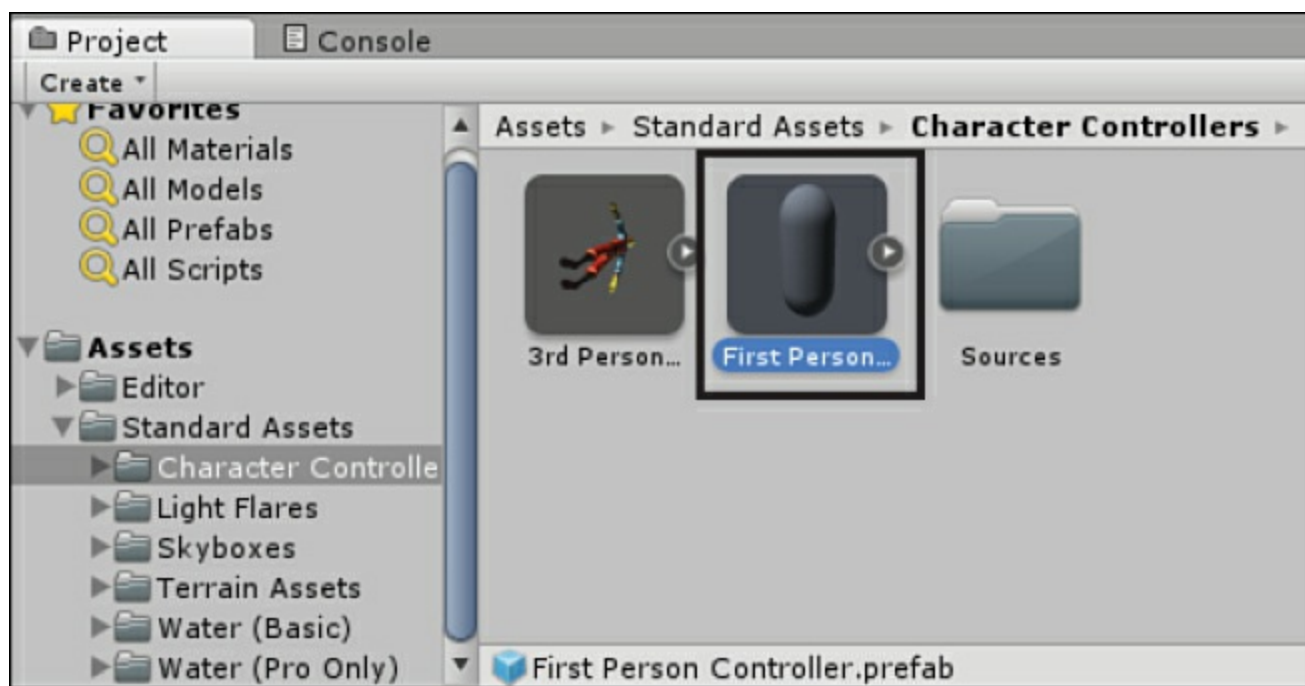 Project
Console
Create
Favorites
All Materials
All Models
All Prefabs
All Scripts
Assets
Editor
Standard Assets
Character Controlle
Light Flares
Skyboxes
Terrain Assets
Water (Basic)
Water (Pro Only)
Assets ▸ Standard Assets ▸ Character Controllers ▸
3rd Person...
First Person...
Sources
First Person Controller.prefab